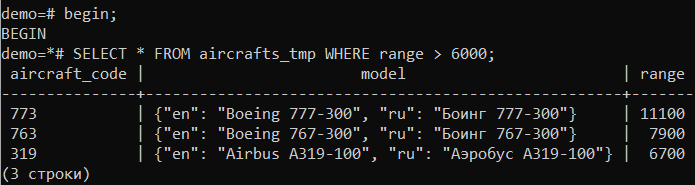 demo=# begin;
BEGIN
demo=*# SELECT * FROM aircrafts_tmp WHERE range > 6000;
 aircraft_code |                         model                          | range
---------------+--------------------------------------------------------+-------
 773           | {"en": "Boeing 777-300", "ru": "Боинг 777-300"}        | 11100
 763           | {"en": "Boeing 767-300", "ru": "Боинг 767-300"}        |  7900
 319           | {"en": "Airbus A319-100", "ru": "Аэробус A319-100"} |  6700
(3 строки)